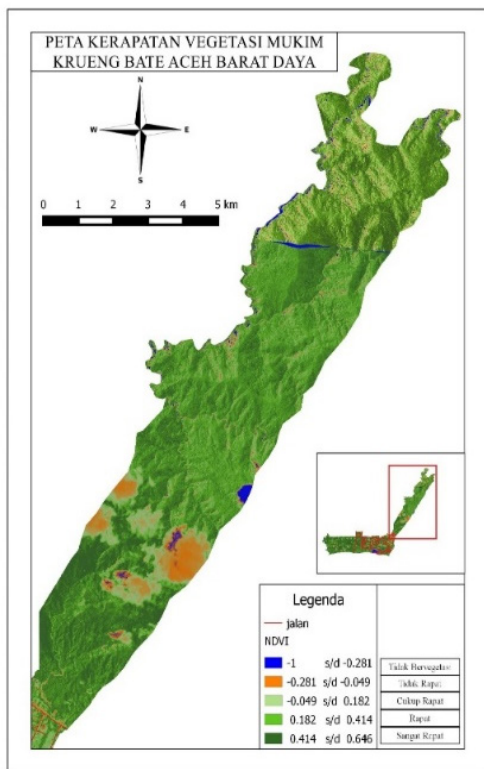 PETA KERAPATAN VEGETASI MUKIM
KRUENG BATE ACEH BARAT DAYA
N
W E
S
0 1 2 3 4 5 km
Legenda
jalan
NDVI
-1 s/d -0.281
-0.281 s/d -0.049
-0.049 s/d 0.182
0.182 s/d 0.414
0.414 s/d 0.646
Tidak Bervegetasi
Tidak Rapat
Cukup Rapat
Rapat
Sangat Rapat